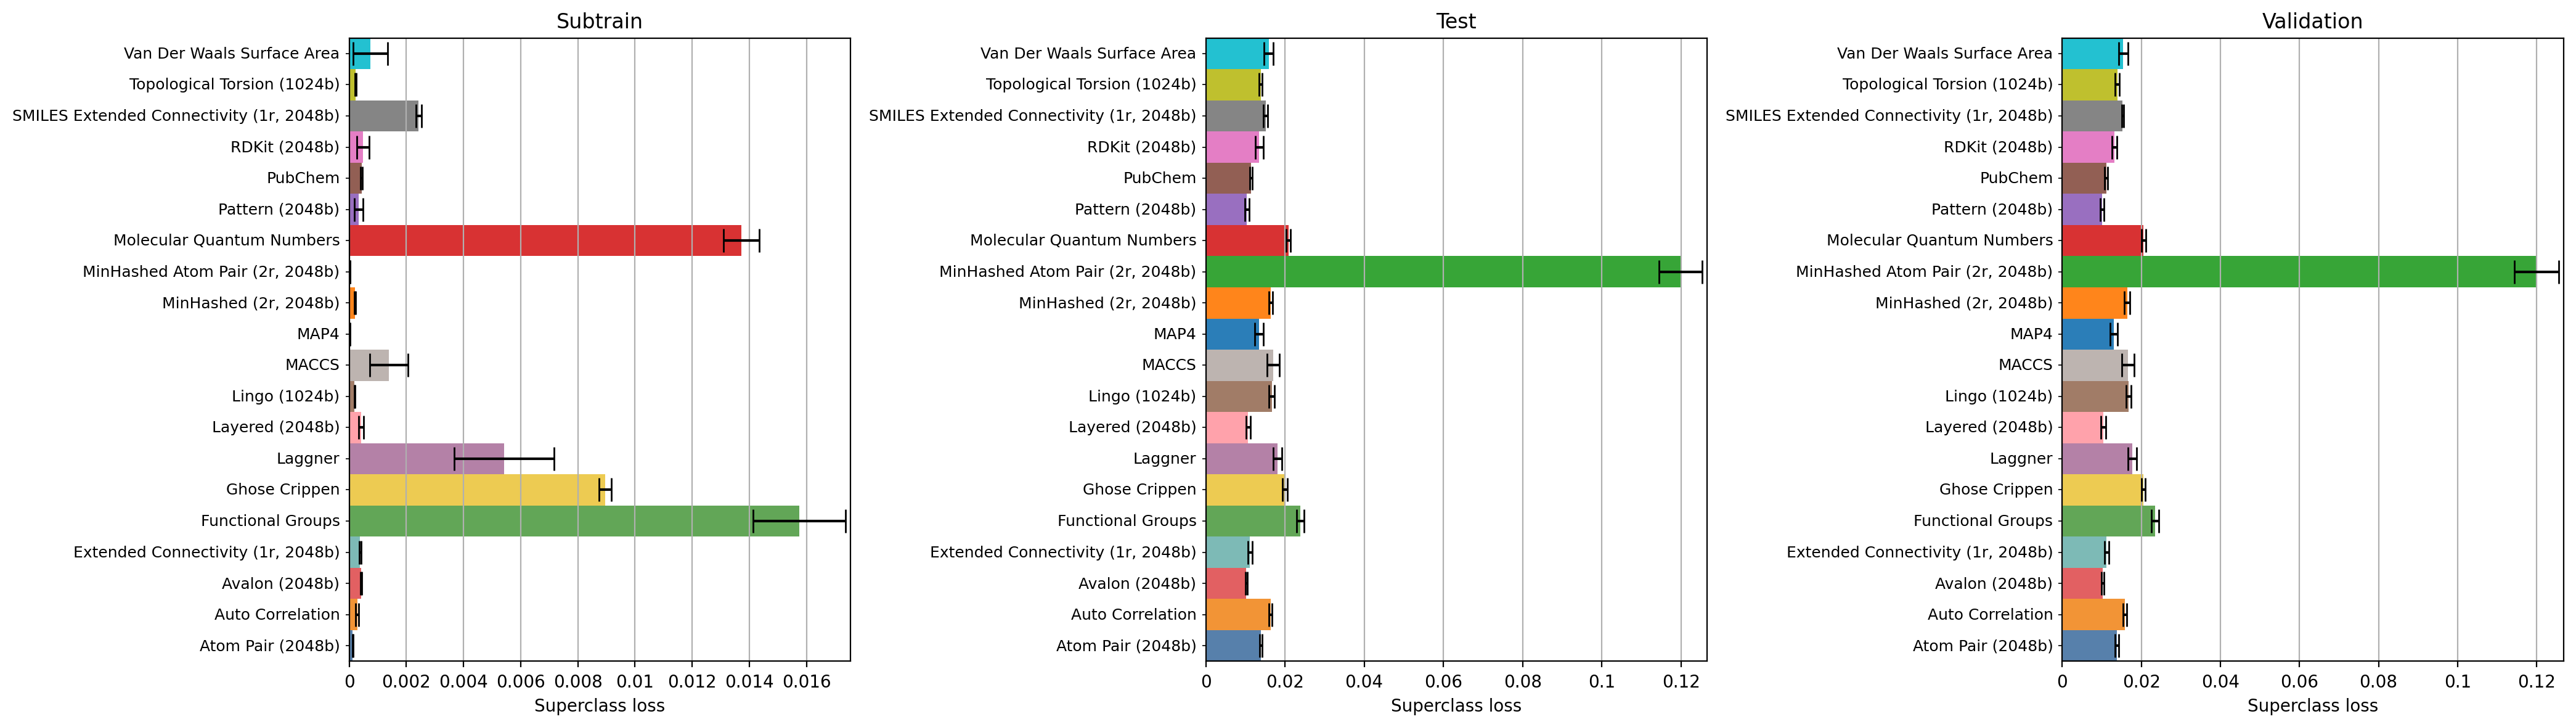 Subtrain
Van Der Waals Surface Area
Topological Torsion (1024b)
SMILES Extended Connectivity (1r, 2048b)
RDKit (2048b)
PubChem
Pattern (2048b)
Molecular Quantum Numbers
MinHashed Atom Pair (2r, 2048b)
MinHashed (2r, 2048b)
MAP4
MACCS
Lingo (1024b)
Layered (2048b)
Laggner
Ghose Crippen
Functional Groups
Extended Connectivity (1r, 2048b)
Avalon (2048b)
Auto Correlation
Atom Pair (2048b)
0 0.002 0.004 0.006 0.008 0.01 0.012 0.014 0.016
Superclass loss
Test
Van Der Waals Surface Area
Topological Torsion (1024b)
SMILES Extended Connectivity (1r, 2048b)
RDKit (2048b)
PubChem
Pattern (2048b)
Molecular Quantum Numbers
MinHashed Atom Pair (2r, 2048b)
MinHashed (2r, 2048b)
MAP4
MACCS
Lingo (1024b)
Layered (2048b)
Laggner
Ghose Crippen
Functional Groups
Extended Connectivity (1r, 2048b)
Avalon (2048b)
Auto Correlation
Atom Pair (2048b)
0 0.02 0.04 0.06 0.08 0.1 0.12
Superclass loss
Validation
Van Der Waals Surface Area
Topological Torsion (1024b)
SMILES Extended Connectivity (1r, 2048b)
RDKit (2048b)
PubChem
Pattern (2048b)
Molecular Quantum Numbers
MinHashed Atom Pair (2r, 2048b)
MinHashed (2r, 2048b)
MAP4
MACCS
Lingo (1024b)
Layered (2048b)
Laggner
Ghose Crippen
Functional Groups
Extended Connectivity (1r, 2048b)
Avalon (2048b)
Auto Correlation
Atom Pair (2048b)
0 0.02 0.04 0.06 0.08 0.1 0.12
Superclass loss